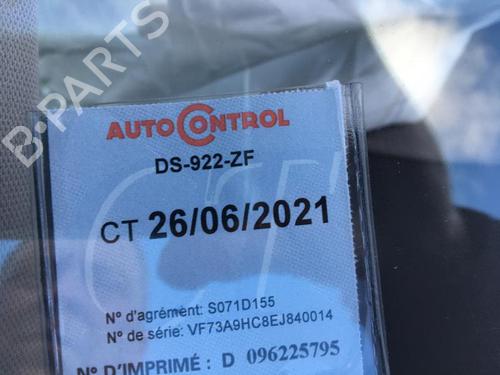 AUTOCONTROL
DS-922-ZF
CT 26/06/2021
N° d'agrément: S071D155
N° de série: VF73A9HC8EJ840014
N° D'IMPRIMÉ: D 096225795
B-PARTS